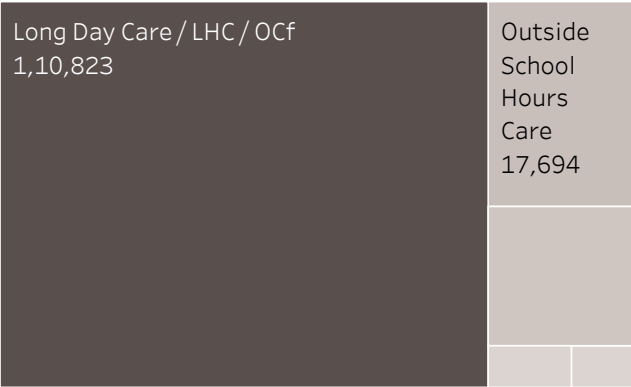 Long Day Care / LHC / OCf
1,10,823
Outside
School
Hours
Care
17,694